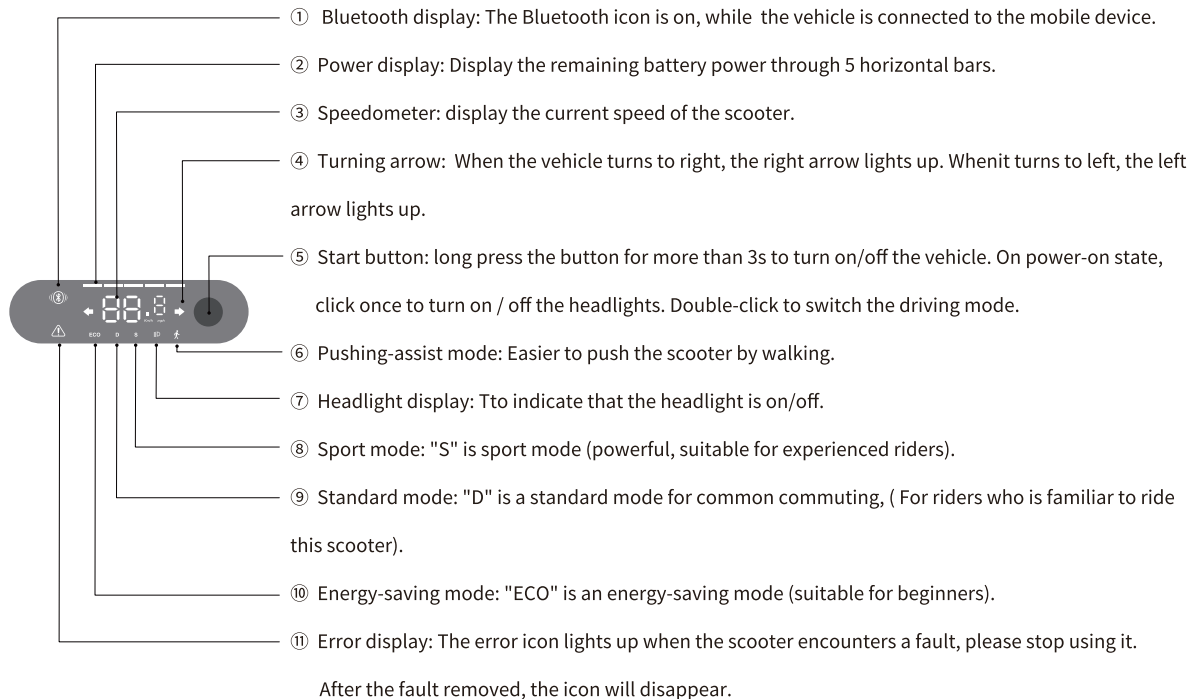 ① Bluetooth display: The Bluetooth icon is on, while the vehicle is connected to the mobile device.
② Power display: Display the remaining battery power through 5 horizontal bars.
③ Speedometer: display the current speed of the scooter.
④ Turning arrow: When the vehicle turns to right, the right arrow lights up. Whenit turns to left, the left
arrow lights up.
⑤ Start button: long press the button for more than 3s to turn on/off the vehicle. On power-on state,
click once to turn on / off the headlights. Double-click to switch the driving mode.
88.8
ECO D S
⑥ Pushing-assist mode: Easier to push the scooter by walking.
⑦ Headlight display: Tto indicate that the headlight is on/off.
⑧ Sport mode: "S" is sport mode (powerful, suitable for experienced riders).
⑨ Standard mode: "D" is a standard mode for common commuting, ( For riders who is familiar to ride
this scooter).
⑩ Energy-saving mode: "ECO" is an energy-saving mode (suitable for beginners).
⑪ Error display: The error icon lights up when the scooter encounters a fault, please stop using it.
After the fault removed, the icon will disappear.